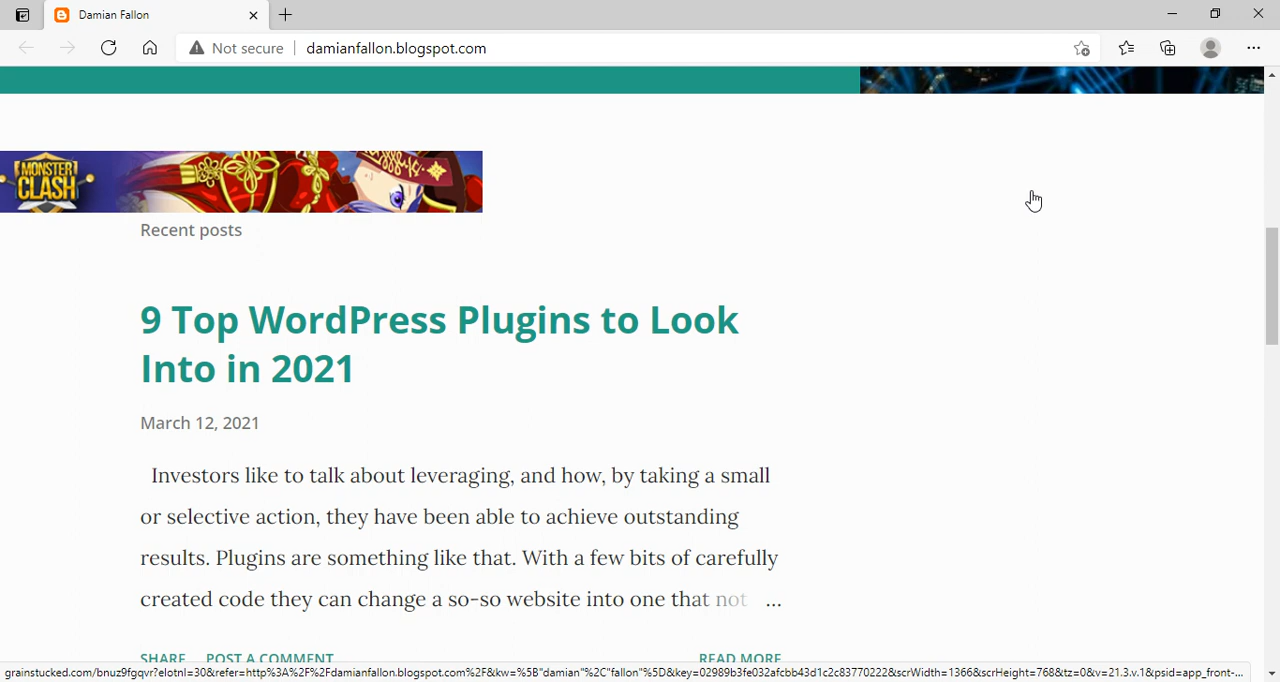 Damian Fallon
Not secure damianfallon.blogspot.com
MONSTER
CLASH
Recent posts
9 Top WordPress Plugins to Look
Into in 2021
March 12, 2021
Investors like to talk about leveraging, and how, by taking a small
or selective action, they have been able to achieve outstanding
results. Plugins are something like that. With a few bits of carefully
created code they can change a so-so website into one that not ...
SHARE POST A COMMENT READ MORE
grainstucked.com/bnuz9fgqvr?elotnl=30&refer=http%3A%2F%2Fdamianfallon.blogspot.com%2F&kw=%5B"damian"%2C"fallon"%5D&key=02989b3fe032afcbb43d1c2c83770222&scrWidth=1366&scrHeight=768&tz=0&v=21.3.v.1&psid=app_front-...